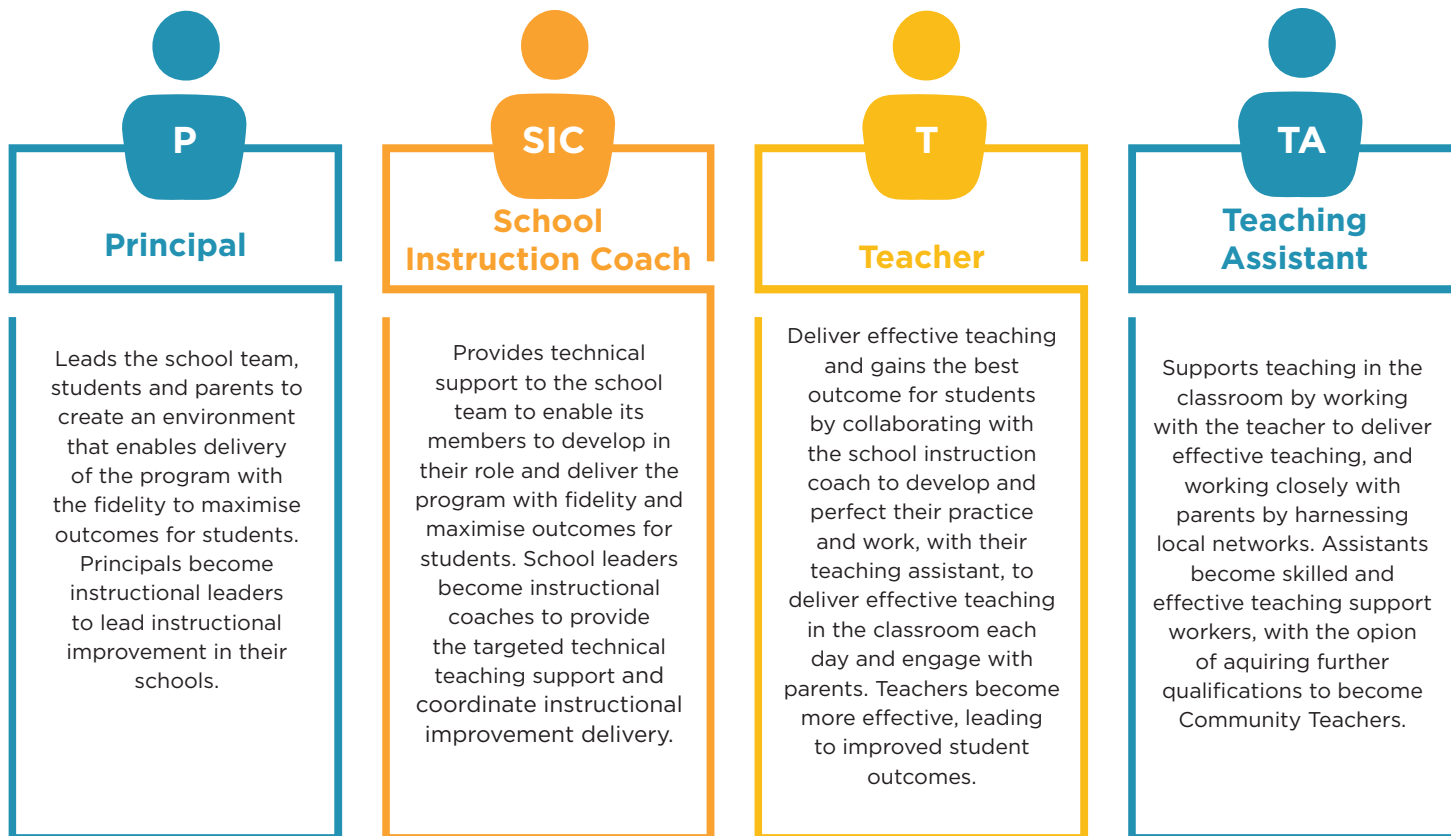 P
Principal
Leads the school team,
students and parents to
create an environment
that enables delivery
of the program with
the fidelity to maximise
outcomes for students.
Principals become
instructional leaders
to lead instructional
improvement in their
schools.
SIC
School
Instruction Coach
Provides technical
support to the school
team to enable its
members to develop in
their role and deliver the
program with fidelity and
maximise outcomes for
students. School leaders
become instructional
coaches to provide
the targeted technical
teaching support and
coordinate instructional
improvement delivery.
T
Teacher
Deliver effective teaching
and gains the best
outcome for students
by collaborating with
the school instruction
coach to develop and
perfect their practice
and work, with their
teaching assistant, to
deliver effective teaching
in the classroom each
day and engage with
parents. Teachers become
more effective, leading
to improved student
outcomes.
TA
Teaching
Assistant
Supports teaching in the
classroom by working
with the teacher to deliver
effective teaching, and
working closely with
parents by harnessing
local networks. Assistants
become skilled and
effective teaching support
workers, with the opion
of aquiring further
qualifications to become
Community Teachers.